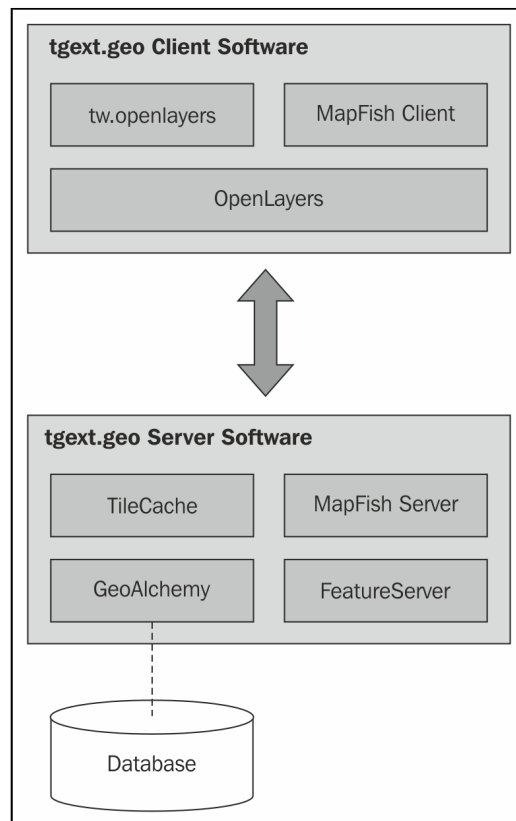 tgext.geo Client Software
tw.openlayers
MapFish Client
OpenLayers
tgext.geo Server Software
TileCache
MapFish Server
GeoAlchemy
FeatureServer
Database